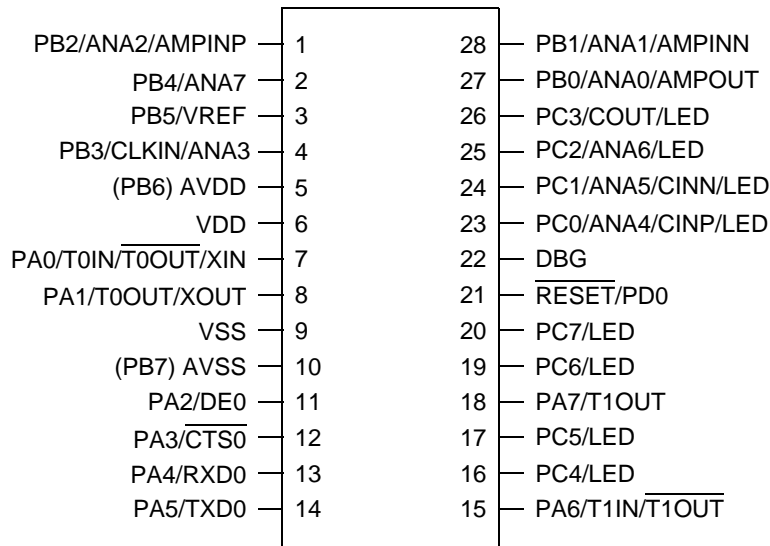 PB2/ANA2/AMPINP 1 28 PB1/ANA1/AMPINN
PB4/ANA7 2 27 PB0/ANA0/AMPOUT
PB5/VREF 3 26 PC3/COUT/LED
PB3/CLKIN/ANA3 4 25 PC2/ANA6/LED
(PB6) AVDD 5 24 PC1/ANA5/CINN/LED
VDD 6 23 PC0/ANA4/CINP/LED
PA0/T0IN/T0OUT/XIN 7 22 DBG
PA1/T0OUT/XOUT 8 21 RESET/PD0
VSS 9 20 PC7/LED
(PB7) AVSS 10 19 PC6/LED
PA2/DE0 11 18 PA7/T1OUT
PA3/CTS0 12 17 PC5/LED
PA4/RXD0 13 16 PC4/LED
PA5/TXD0 14 15 PA6/T1IN/T1OUT